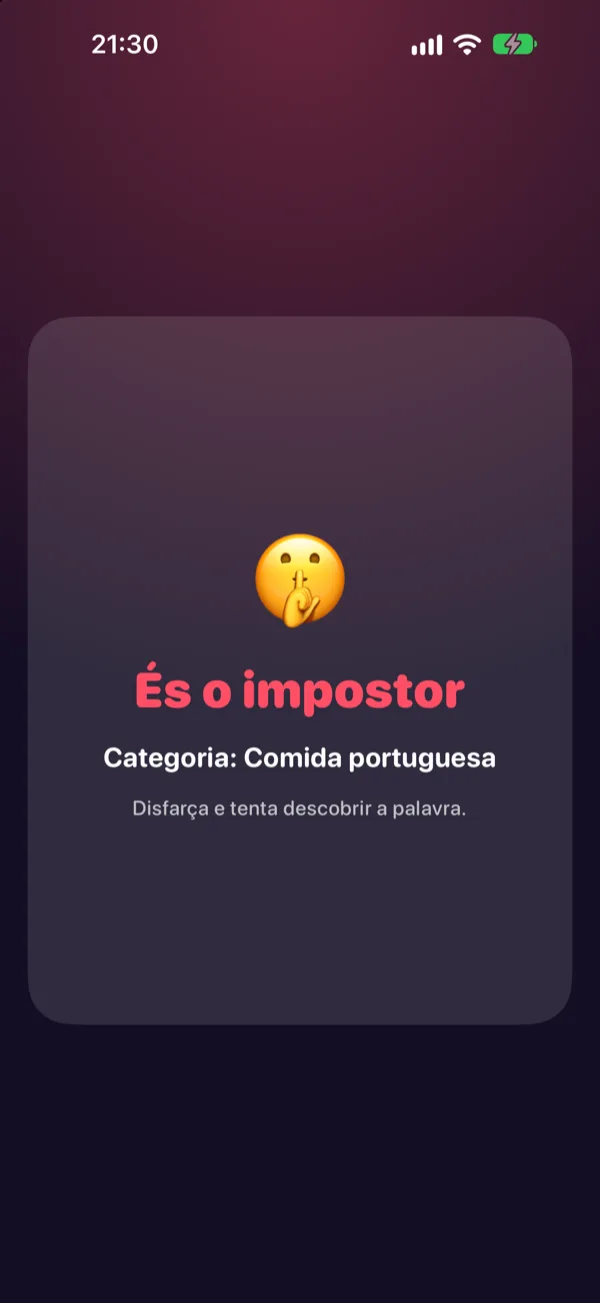 21:30
És o impostor
Categoria: Comida portuguesa
Disfarça e tenta descobrir a palavra.